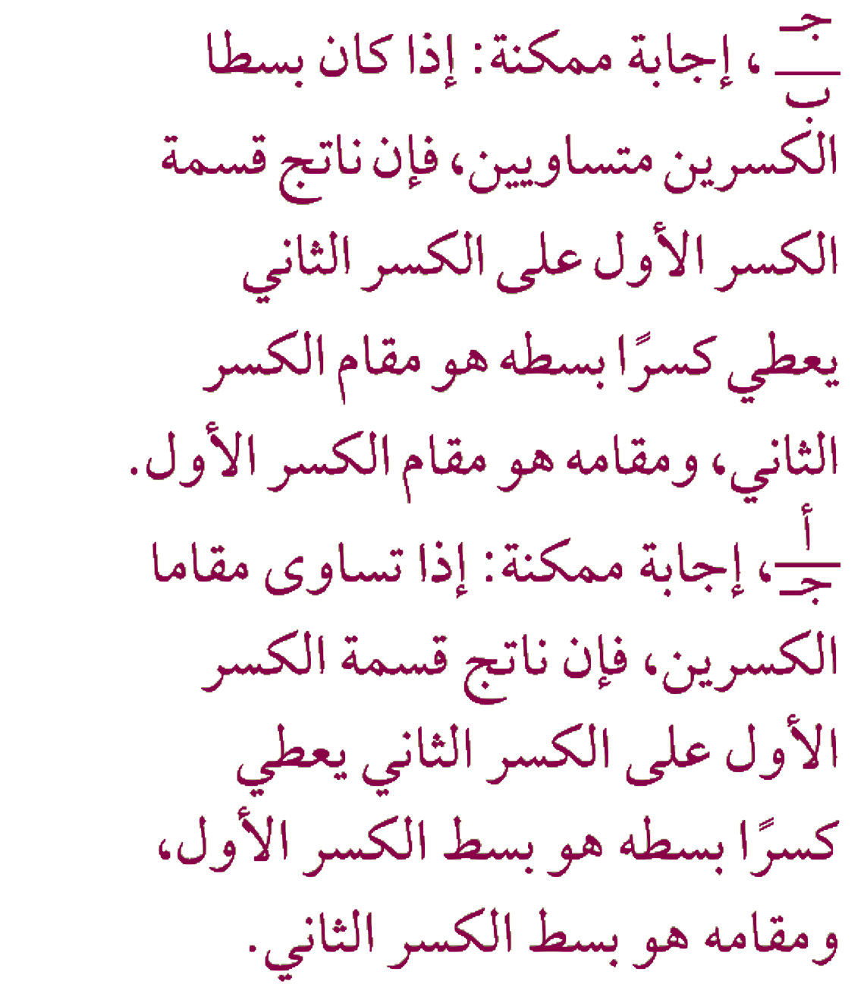 جـ/ب ، إجابة ممكنة: إذا كان بسطا
الكسرين متساويين، فإن ناتج قسمة
الكسر الأول على الكسر الثاني
يعطي كسرًا بسطه هو مقام الكسر
الثاني، ومقامه هو مقام الكسر الأول.
أ/جـ ، إجابة ممكنة: إذا تساوى مقاما
الكسرين، فإن ناتج قسمة الكسر
الأول على الكسر الثاني يعطي
كسرًا بسطه هو بسط الكسر الأول،
ومقامه هو بسط الكسر الثاني.